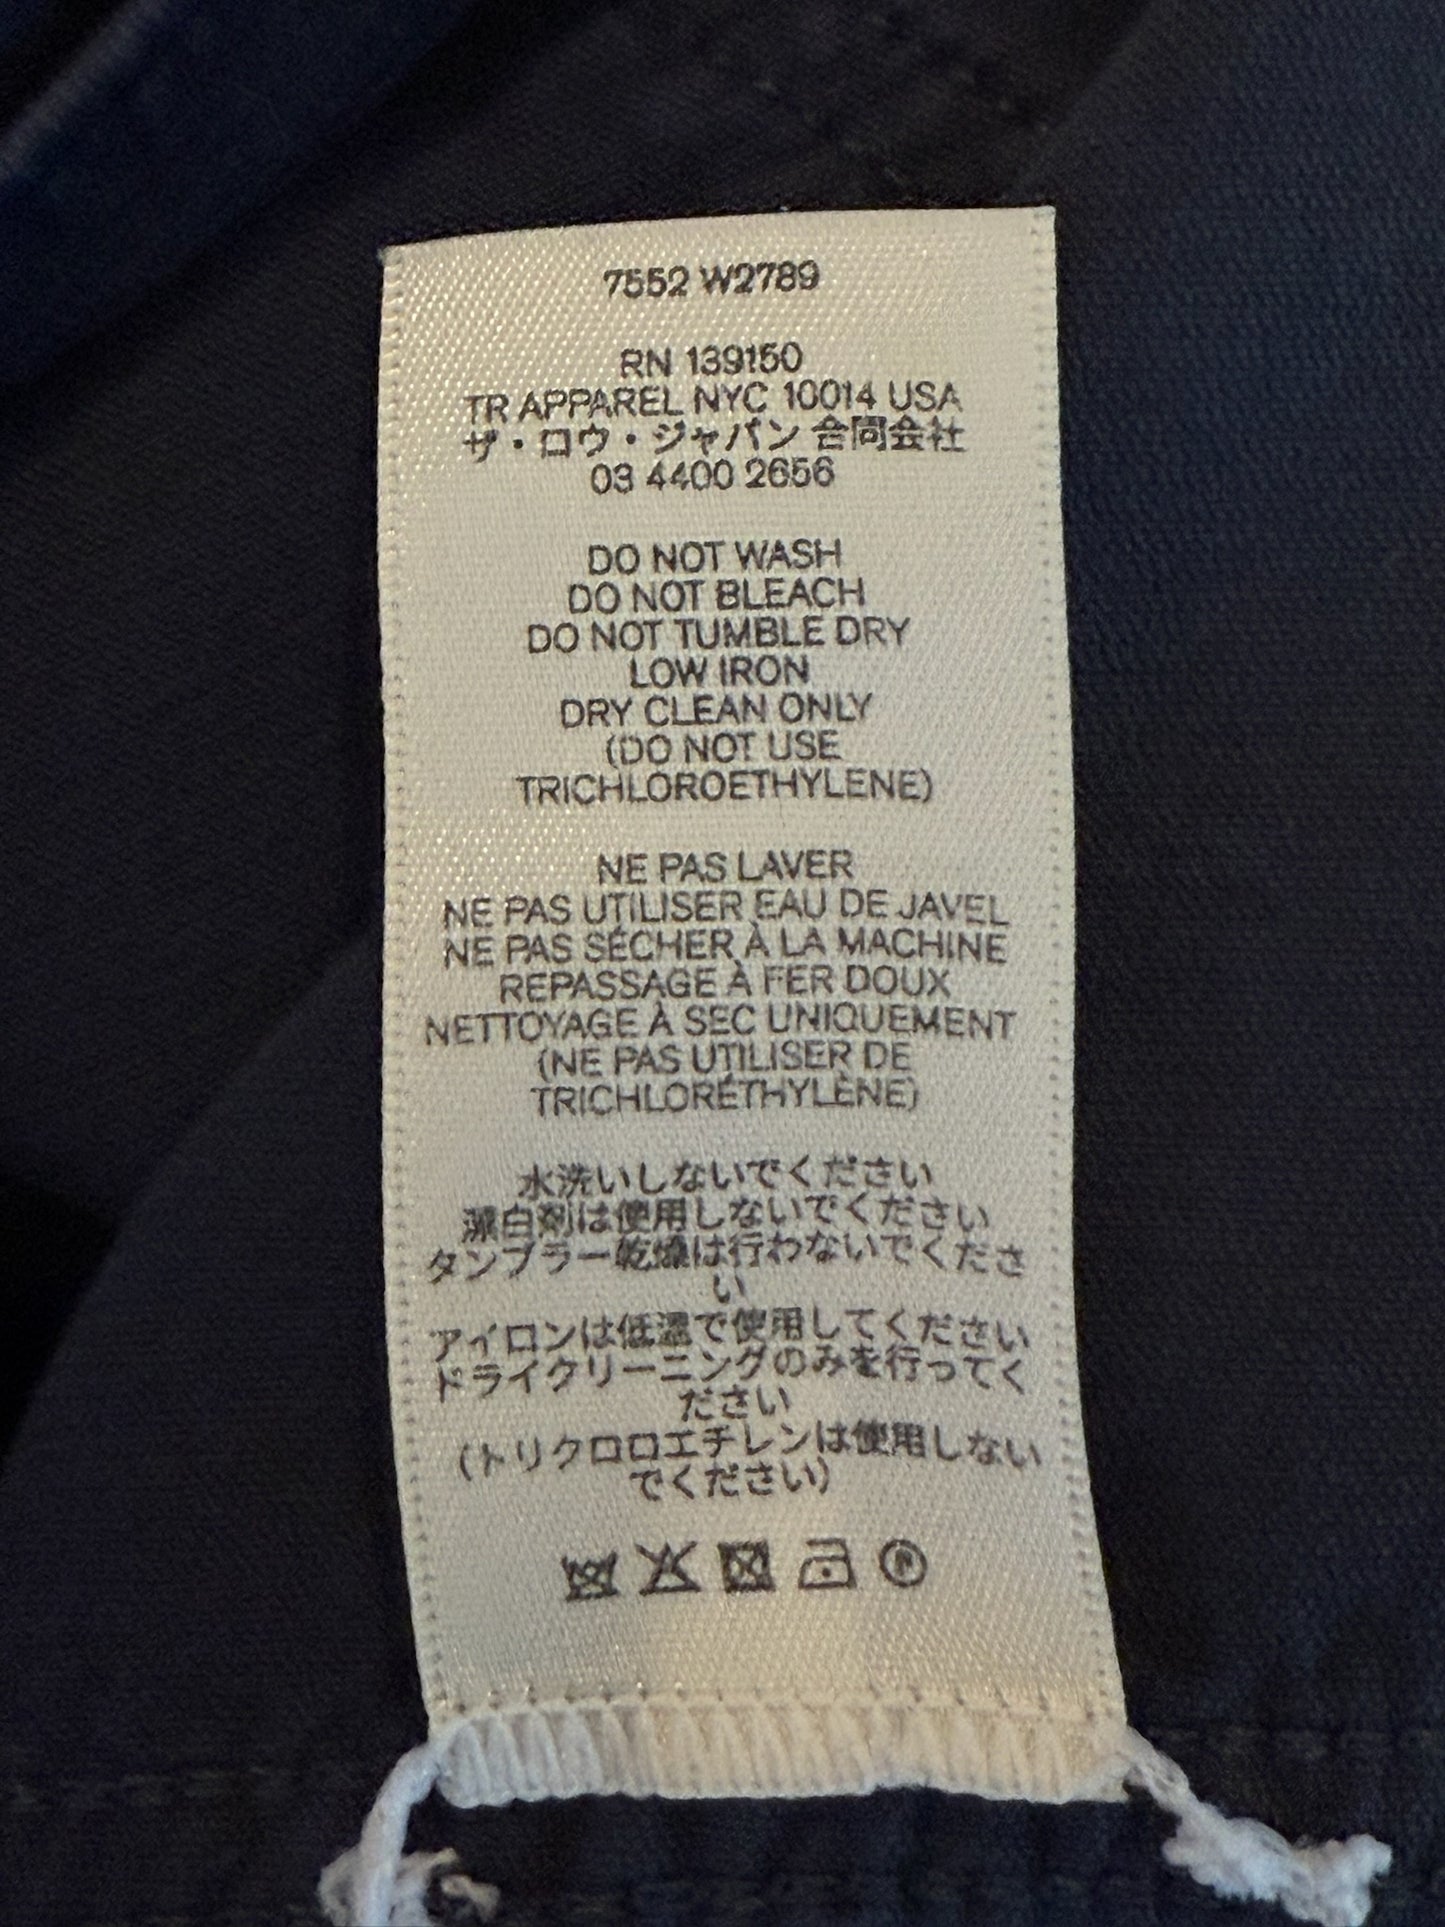 7552 W2789
RN 139150
TR APPAREL NYC 10014 USA
ザ・ロウ・ジャパン 合同会社
03 4400 2656
DO NOT WASH
DO NOT BLEACH
DO NOT TUMBLE DRY
LOW IRON
DRY CLEAN ONLY
(DO NOT USE
TRICHLOROETHYLENE)
NE PAS LAVER
NE PAS UTILISER EAU DE JAVEL
NE PAS SÉCHER À LA MACHINE
REPASSAGE À FER DOUX
NETTOYAGE À SEC UNIQUEMENT
(NE PAS UTILISER DE
TRICHLORÉTHYLÈNE)
水洗いしないでください
漂白剤は使用しないでください
タンブラー乾燥は行わないでくださ
い
アイロンは低温で使用してください
ドライクリーニングのみを行ってく
ださい
(トリクロロエチレンは使用しない
でください)
P